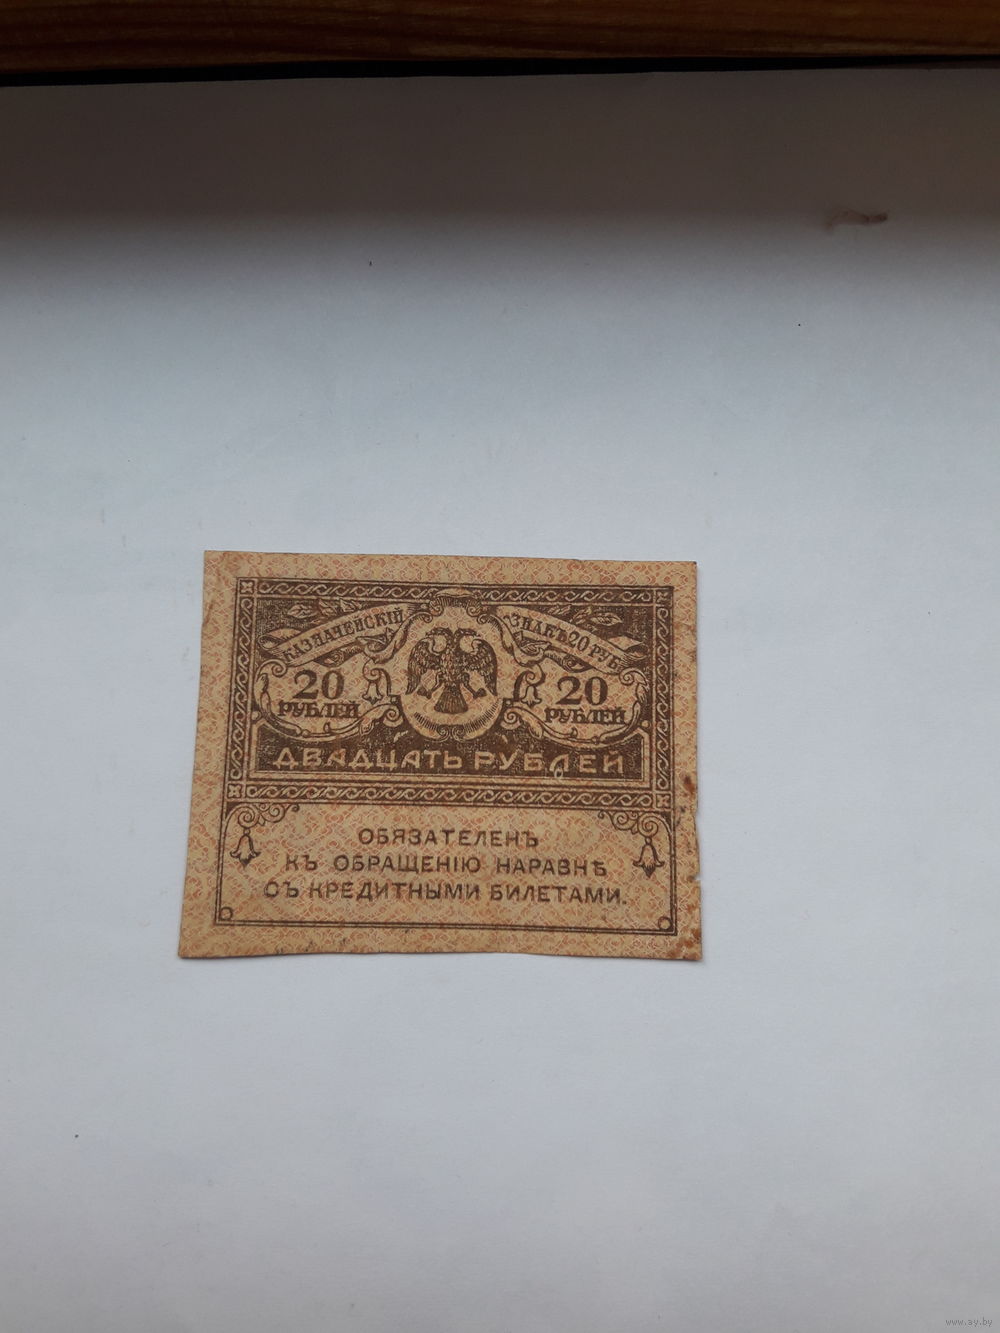 КАЗНАЧЕЙСКІЙ
ЗНАКЪ 20 РУБ.
20
РУБЛЕЙ
20
РУБЛЕЙ
ДВАДЦАТЬ РУБЛЕЙ
ОБЯЗАТЕЛЕНЪ
КЪ ОБРАЩЕНІЮ НАРАВНѢ
СЪ КРЕДИТНЫМИ БИЛЕТАМИ.
www.ay.by